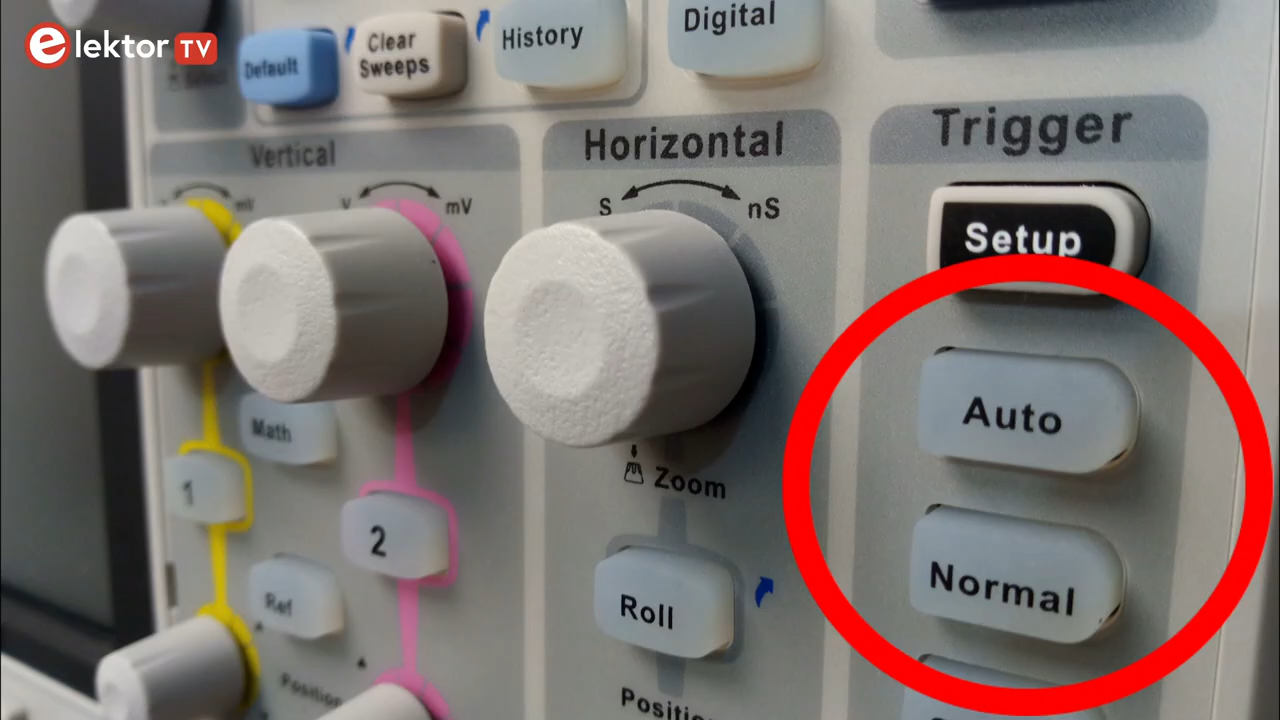 elektor TV
Default
Clear
Sweeps
History
Digital
Vertical
Horizontal
Trigger
mV
V
mV
S
nS
Setup
Auto
Math
Zoom
1
2
Normal
Ref
Roll